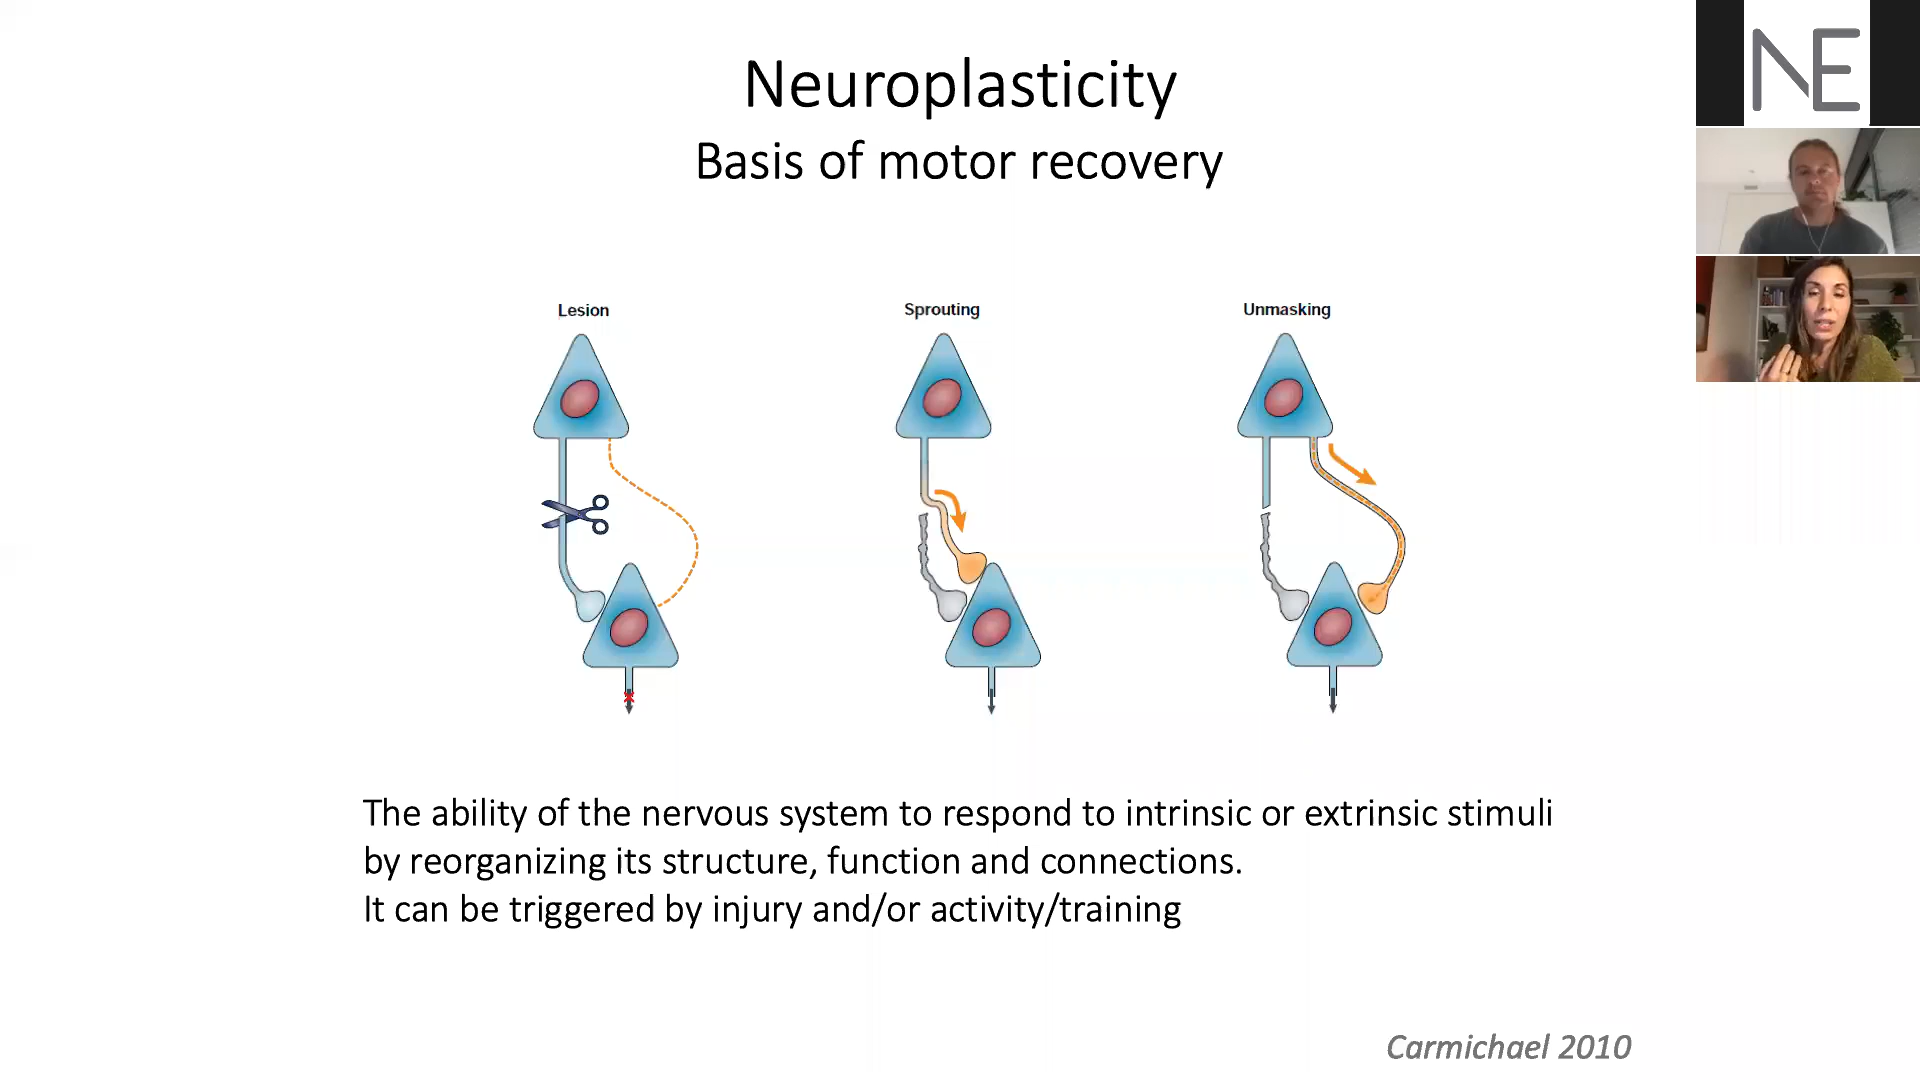 Neuroplasticity
Basis of motor recovery
NE
Lesion
Sprouting
Unmasking
The ability of the nervous system to respond to intrinsic or extrinsic stimuli
by reorganizing its structure, function and connections.
It can be triggered by injury and/or activity/training
Carmichael 2010